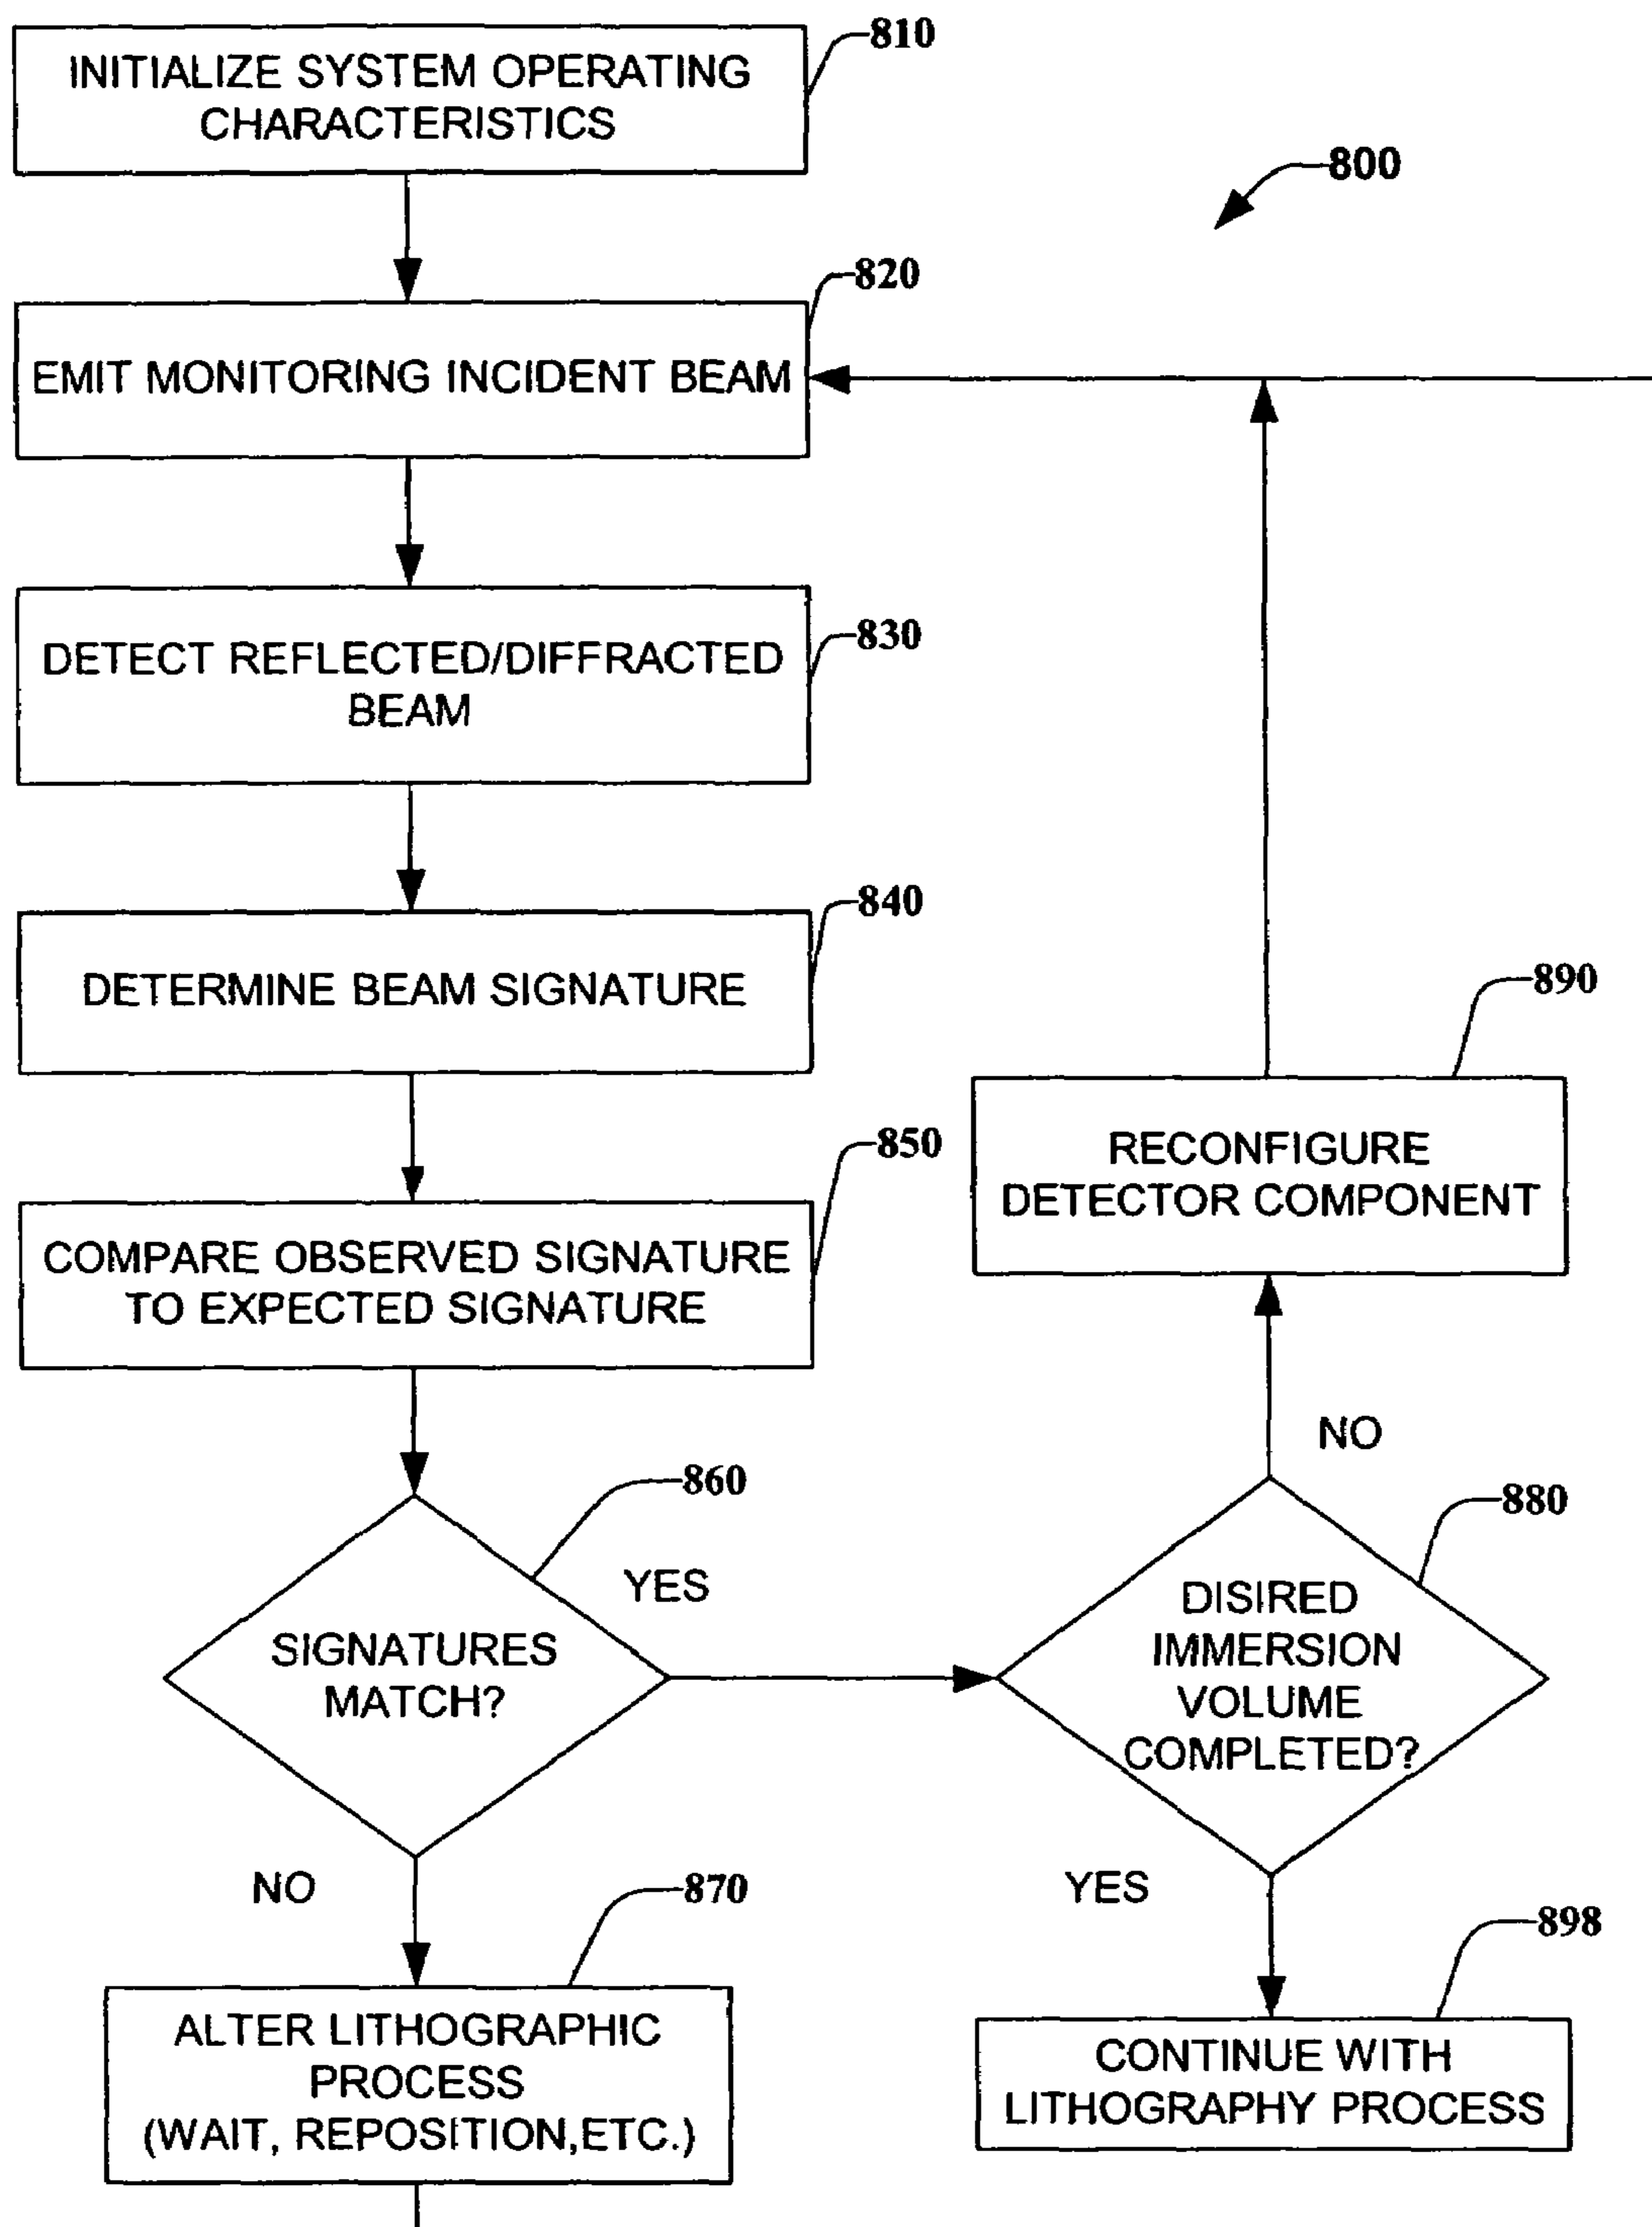 810
INITIALIZE SYSTEM OPERATING
CHARACTERISTICS
800
820
EMIT MONITORING INCIDENT BEAM
830
DETECT REFLECTED/DIFFRACTED
BEAM
840
DETERMINE BEAM SIGNATURE
850
COMPARE OBSERVED SIGNATURE
TO EXPECTED SIGNATURE
860
SIGNATURES
MATCH?
YES
NO
870
ALTER LITHOGRAPHIC
PROCESS
(WAIT, REPOSITION,ETC.)
890
RECONFIGURE
DETECTOR COMPONENT
NO
880
DISIRED
IMMERSION
VOLUME
COMPLETED?
YES
898
CONTINUE WITH
LITHOGRAPHY PROCESS